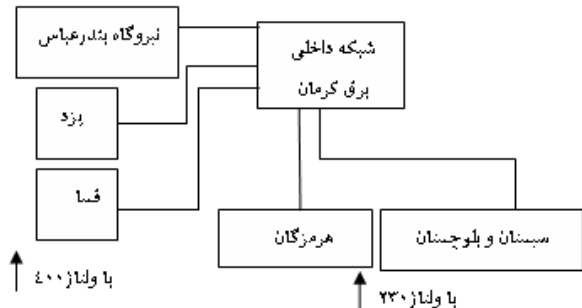 نیروگاه بندرعباس
شبکه داخلی
برق کرمان
یزد
فسا
هرمزگان
سیستان و بلوچستان
با ولتاژ ۴۰۰
با ولتاژ ۲۳۰